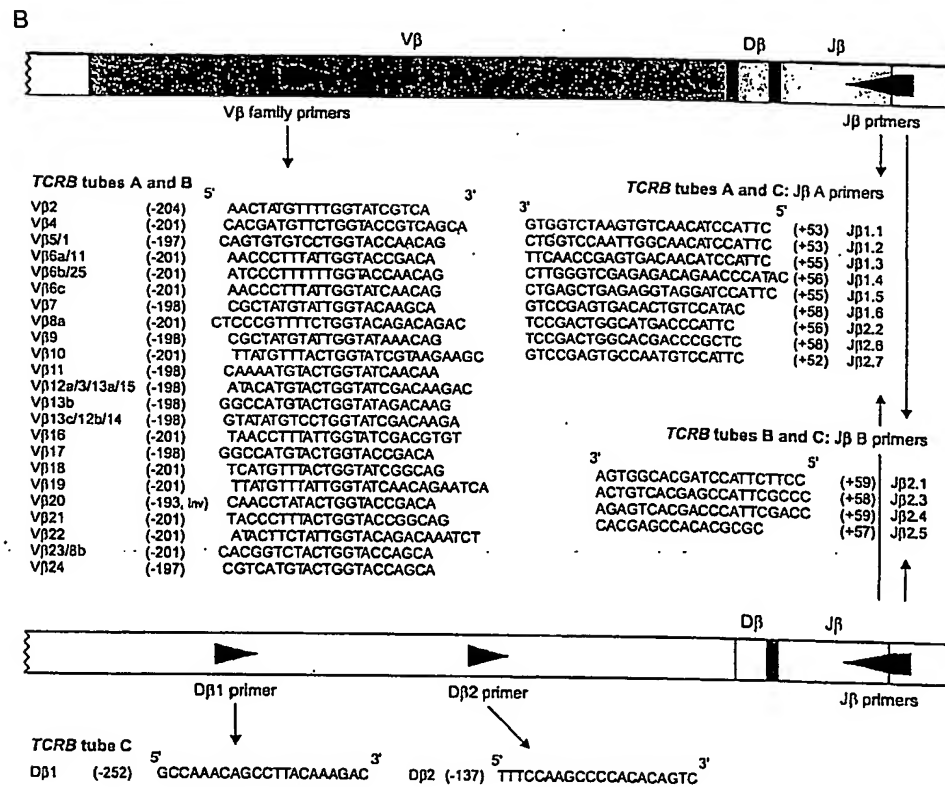 B
Vβ Dβ Jβ
Vβ family primers
Jβ primers
TCRB tubes A and B
5' 3'
Vβ2 (-204) AACTATGTTTTGGTATCGTCA
Vβ4 (-201) CACGATGTTCTGGTACCGTCAGCA
Vβ5/1 (-197) CAGTGTGTCCTGGTACCAACAG
Vβ6a/11 (-201) AACCCTTTATTGGTACCGACA
Vβ6b/25 (-201) ATCCCTTTTTTGGTACCAACAG
Vβ6c (-201) AACCCTTTATTGGTATCAACAG
Vβ7 (-198) CGCTATGTATTGGTACAAGCA
Vβ8a (-201) CTCCCGTTTTCTGGTACAGACAGAC
Vβ9 (-198) CGCTATGTATTGGTATAAACAG
Vβ10 (-201) TTATGTTTACTGGTATCGTAAGAAGC
Vβ11 (-198) CAAAATGTACTGGTATCAACAA
Vβ12a/3/13a/15 (-198) ATACATGTACTGGTATCGACAAGAC
Vβ13b (-198) GGCCATGTACTGGTATAGACAAG
Vβ13c/12b/14 (-198) GTATATGTCCTGGTATCGACAAGA
Vβ16 (-201) TAACCTTTATTGGTATCGACGTGT
Vβ17 (-198) GGCCATGTACTGGTACCGACA
Vβ18 (-201) TCATGTTTACTGGTATCGGCAG
Vβ19 (-201) TTATGTTTATTGGTATCAACAGAATCA
Vβ20 (-193, Inv) CAACCTATACTGGTACCGACA
Vβ21 (-201) TACCCTTTACTGGTACCGGCAG
Vβ22 (-201) ATACTTCTATTGGTACAGACAAATCT
Vβ23/8b (-201) CACGGTCTACTGGTACCAGCA
Vβ24 (-197) CGTCATGTACTGGTACCAGCA
TCRB tubes A and C: Jβ A primers
3' 5'
GTGGTCTAAGTGTCAACATCCATTC (+53) Jβ1.1
CTGGTCCAATTGGCAACATCCATTC (+53) Jβ1.2
TTCAACCGAGTGACAACATCCATTC (+55) Jβ1.3
CTTGGGTCGAGAGACAGAACCCATAC (+56) Jβ1.4
CTGAGCTGAGAGGTAGGATCCATTC (+55) Jβ1.5
GTCCGAGTGACACTGTCCATAC (+58) Jβ1.6
TCCGACTGGCATGACCCATTC (+56) Jβ2.2
TCCGACTGGCACGACCCGCTC (+58) Jβ2.6
GTCCGAGTGCCAATGTCCATTC (+52) Jβ2.7
TCRB tubes B and C: Jβ B primers
3' 5'
AGTGGCACGATCCATTCTTCC (+59) Jβ2.1
ACTGTCACGAGCCATTCGCCC (+58) Jβ2.3
AGAGTCACGACCCATTCGACC (+59) Jβ2.4
CACGAGCCACACGCGC (+57) Jβ2.5
Dβ Jβ
Dβ1 primer Dβ2 primer Jβ primers
TCRB tube C
5' 3' 5' 3'
Dβ1 (-252) GCCAAACAGCCTTACAAAGAC Dβ2 (-137) TTTCCAAGCCCCACACAGTC